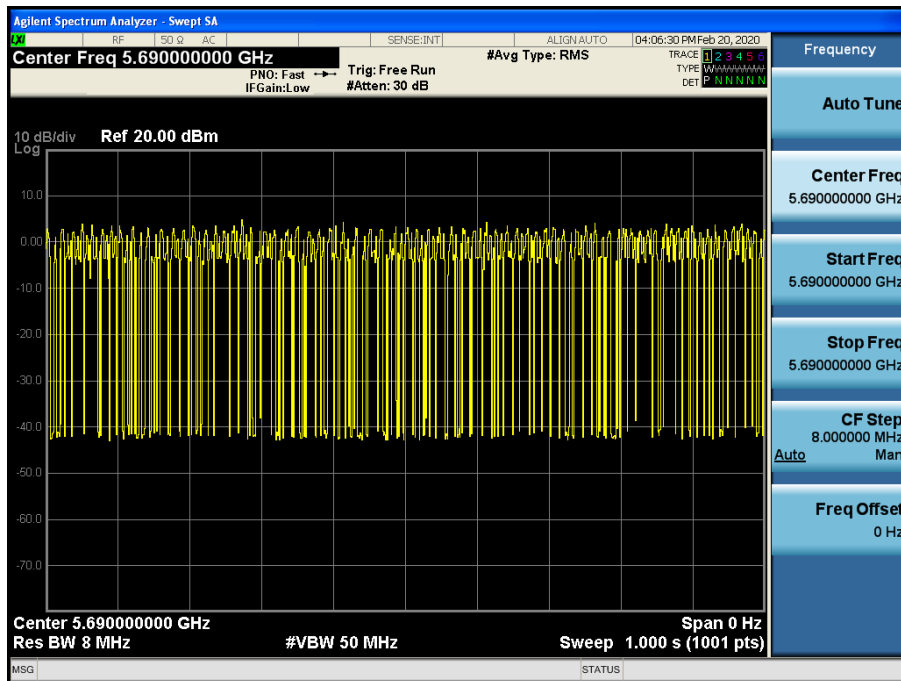 Agilent Spectrum Analyzer - Swept SA
LXI RF 50 Ω AC SENSE:INT ALIGN AUTO 04:06:30 PM Feb 20, 2020
Center Freq 5.690000000 GHz #Avg Type: RMS TRACE 1 2 3 4 5 6
PNO: Fast Trig: Free Run TYPE WWWWWW
IFGain:Low #Atten: 30 dB DET P N N N N N
10 dB/div Ref 20.00 dBm
Log
10.0
0.00
-10.0
-20.0
-30.0
-40.0
-50.0
-60.0
-70.0
Center 5.690000000 GHz Span 0 Hz
Res BW 8 MHz #VBW 50 MHz Sweep 1.000 s (1001 pts)
MSG STATUS
Frequency
Auto Tune
Center Freq
5.690000000 GHz
Start Freq
5.690000000 GHz
Stop Freq
5.690000000 GHz
CF Step
8.000000 MHz
Auto Man
Freq Offset
0 Hz